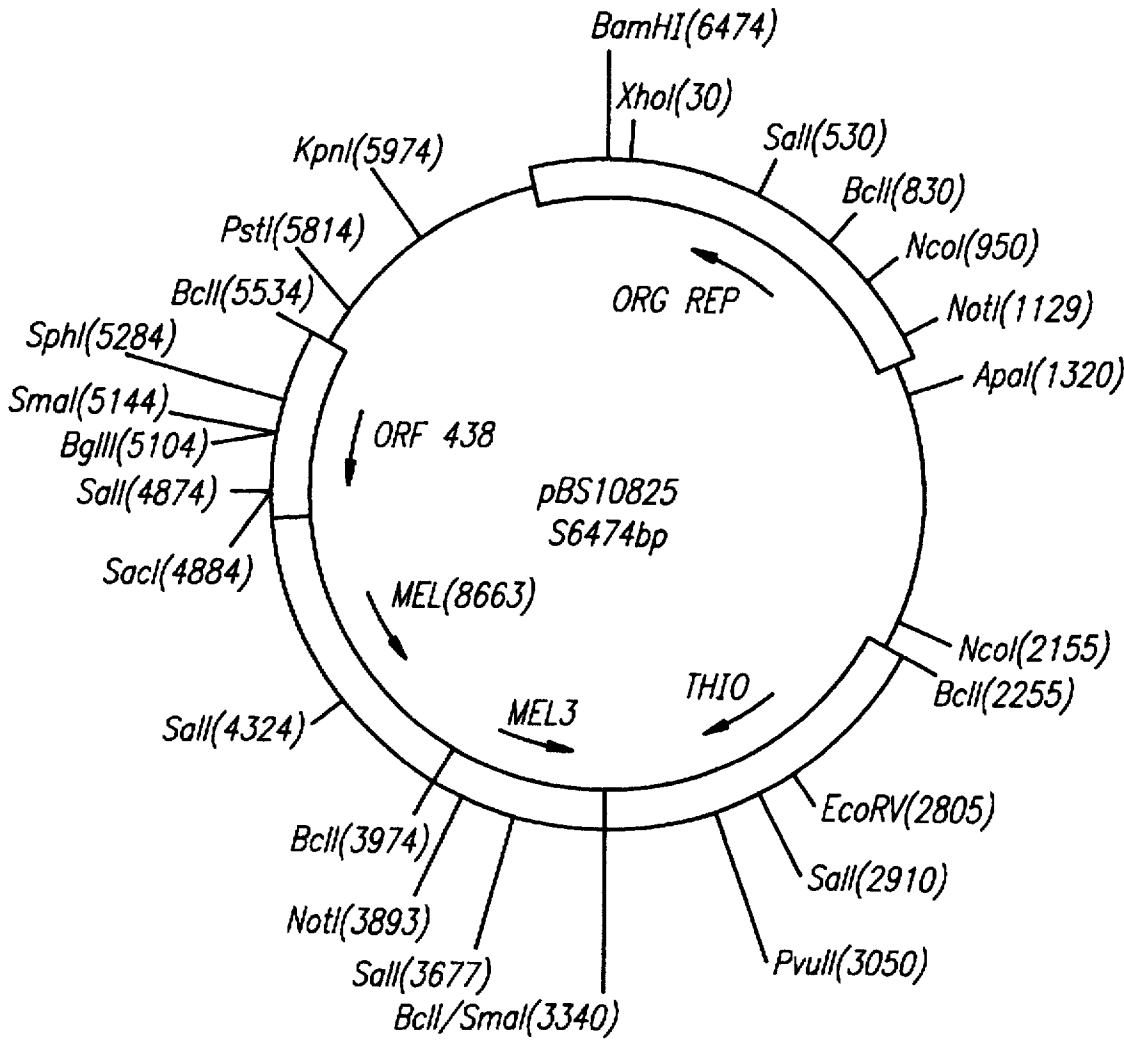 BamHI(6474)
XhoI(30)
SalI(530)
KpnI(5974)
BclI(830)
PstI(5814)
NcoI(950)
BclI(5534)
ORG REP
NotI(1129)
SphI(5284)
ApaI(1320)
SmaI(5144)
ORF 438
BglII(5104)
SalI(4874)
pBS10825
S6474bp
SacI(4884)
MEL(8663)
NcoI(2155)
THIO
BclI(2255)
MEL3
SalI(4324)
EcoRV(2805)
BclI(3974)
SalI(2910)
NotI(3893)
PvuII(3050)
SalI(3677)
BclI/SmaI(3340)